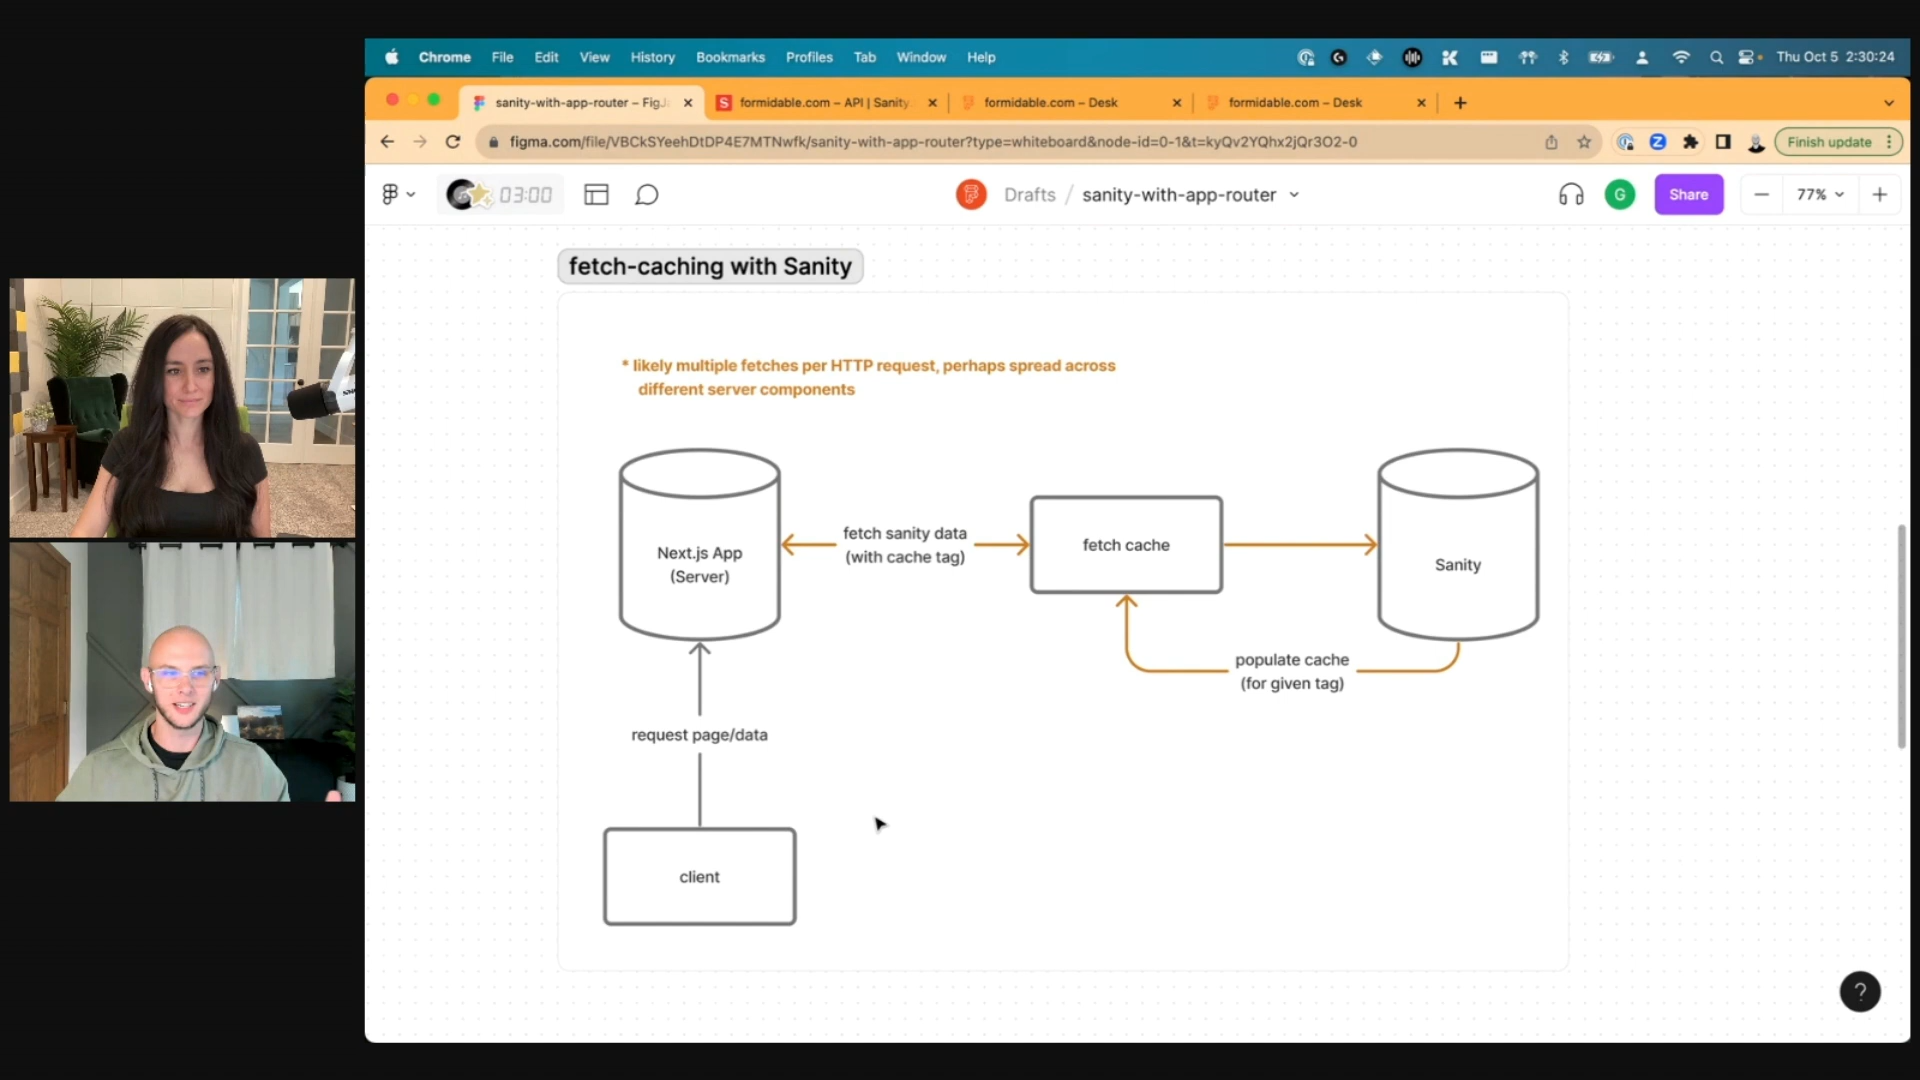 Chrome File Edit View History Bookmarks Profiles Tab Window Help Thu Oct 5 2:30:24
sanity-with-app-router – FigJ formidable.com – API | Sanity formidable.com – Desk formidable.com – Desk
figma.com/file/VBCkSYeehDtDP4E7MTNwfk/sanity-with-app-router?type=whiteboard&node-id=0-1&t=kyQv2YQhx2jQr3O2-0 Finish update
03:00 Drafts / sanity-with-app-router G Share 77%
fetch-caching with Sanity
* likely multiple fetches per HTTP request, perhaps spread across
different server components
fetch sanity data
(with cache tag)
fetch cache
Next.js App
(Server)
Sanity
populate cache
(for given tag)
request page/data
client
?